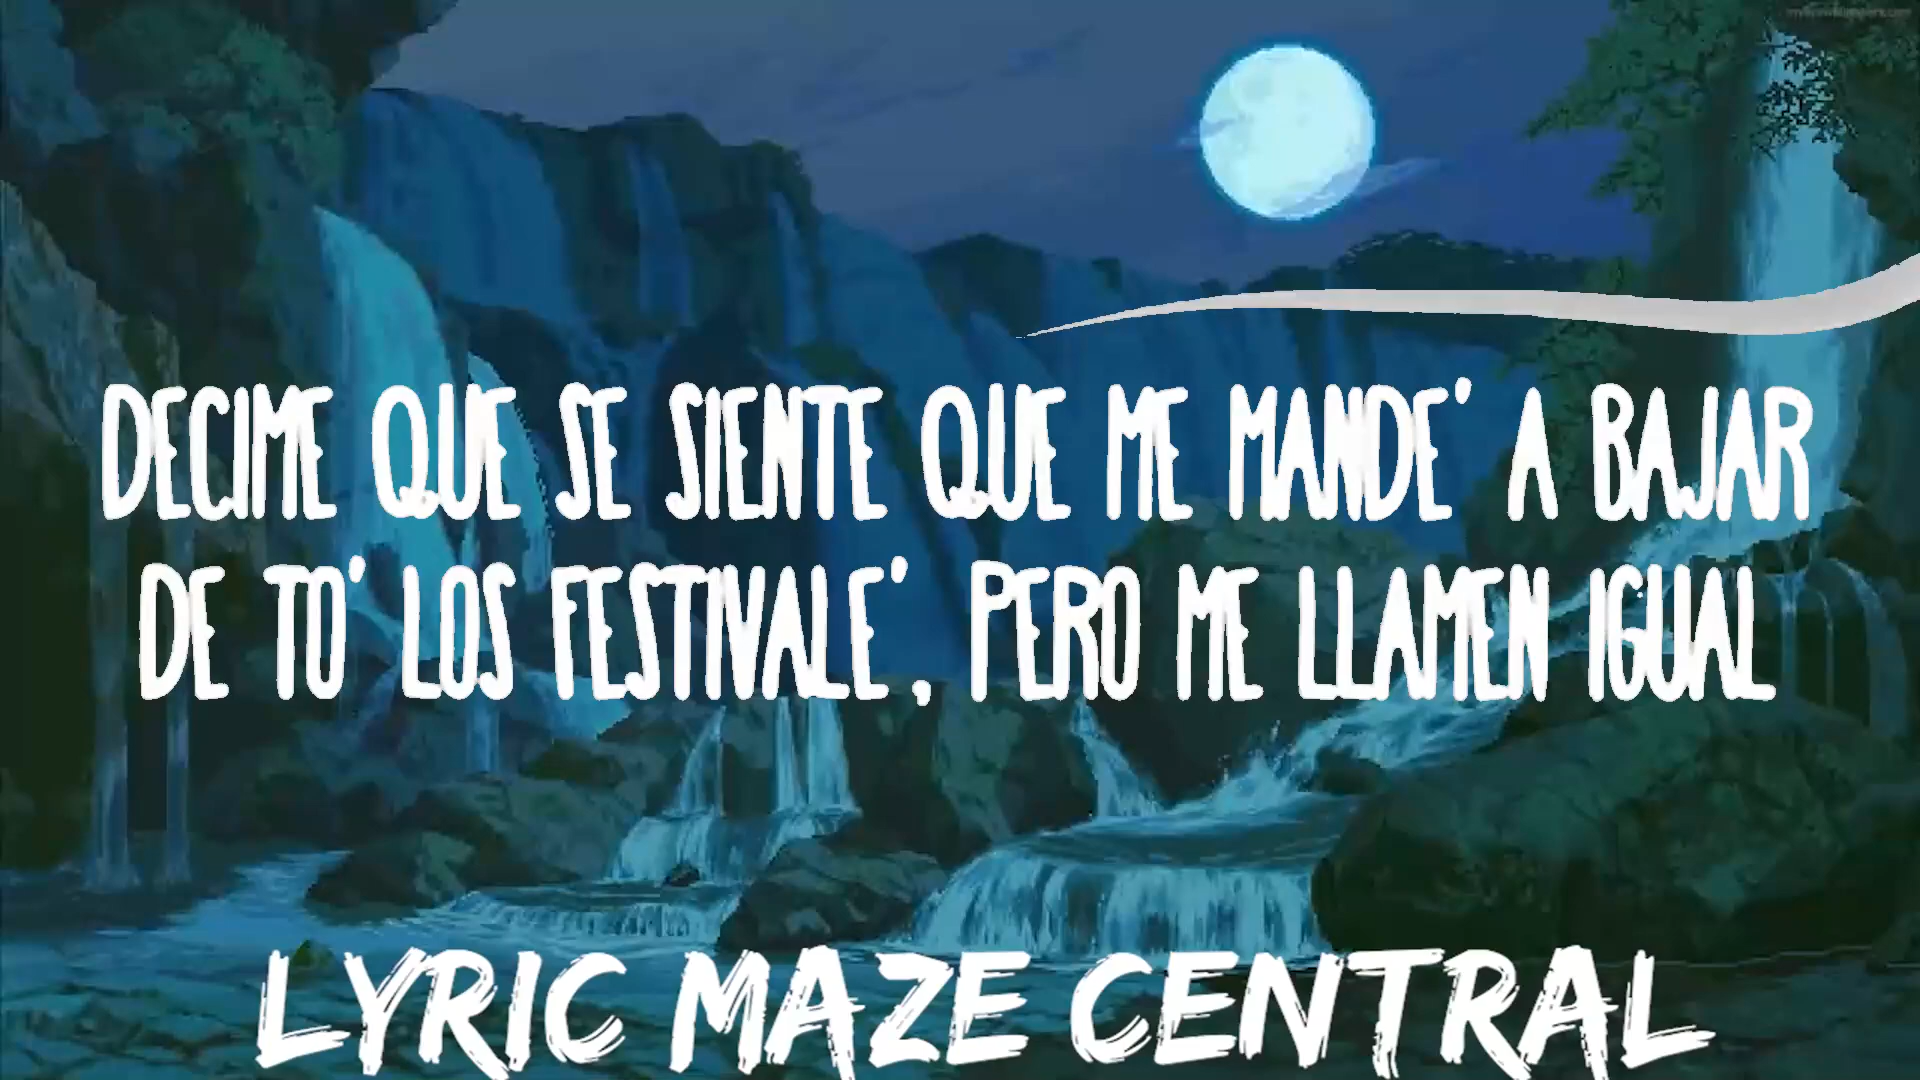 DECIME QUE SE SIENTE QUE ME MANDE' A BAJAR
DE TO' LOS FESTIVALE', PERO ME LLAMEN IGUAL
LYRIC MAZE CENTRAL